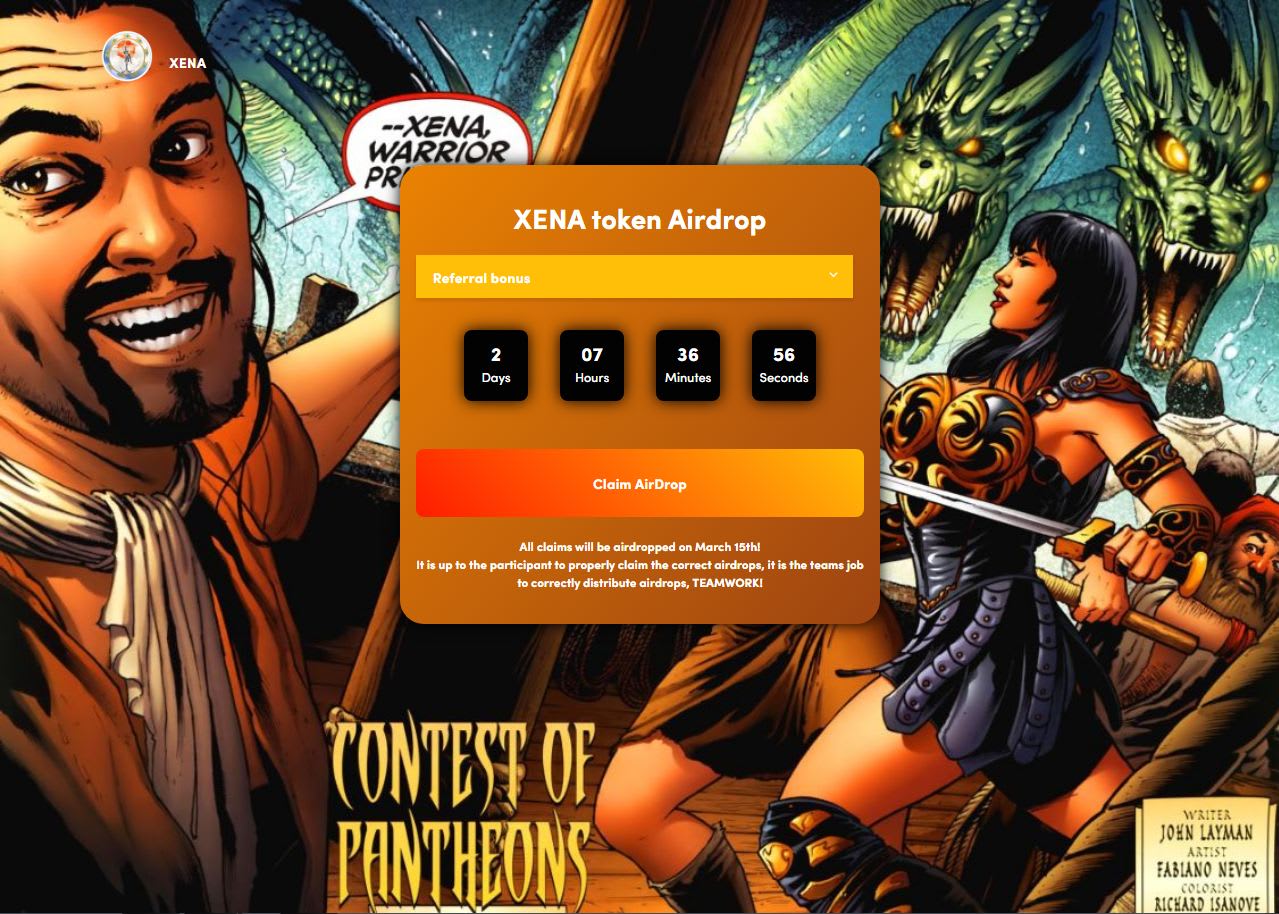 XENA
--XENA,
WARRIOR
XENA token Airdrop
Referral bonus
2
Days
07
Hours
36
Minutes
56
Seconds
Claim AirDrop
All claims will be airdropped on March 15th!
It is up to the participant to properly claim the correct airdrops, it is the teams job
to correctly distribute airdrops, TEAMWORK!
CONTEST OF
PANTHEONS
WRITER
JOHN LAYMAN
ARTIST
FABIANO NEVES
COLORIST
RICHARD ISANOVE